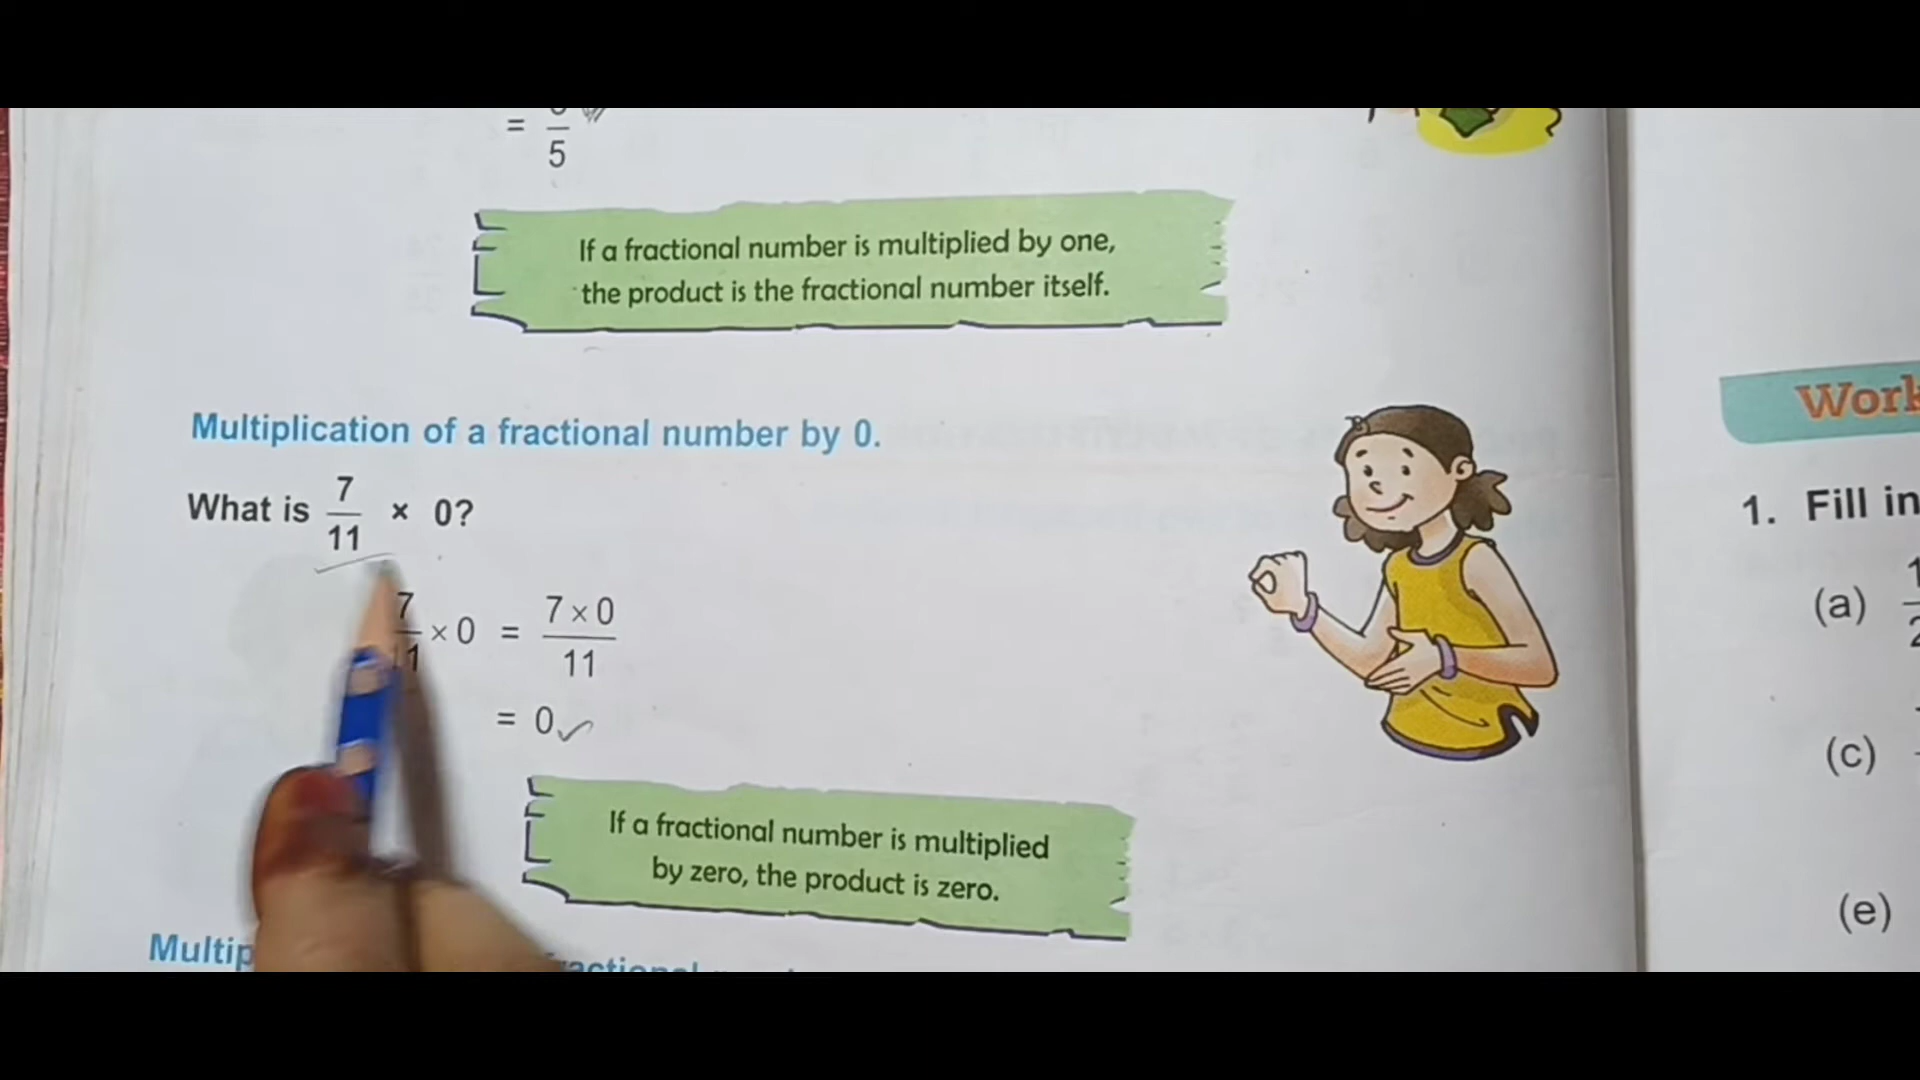 = 5
If a fractional number is multiplied by one,
the product is the fractional number itself.
Multiplication of a fractional number by 0.
What is 7/11 × 0?
7/11 × 0 = 7 × 0/11
= 0
If a fractional number is multiplied
by zero, the product is zero.
1. Fill in
(a)
(c)
(e)